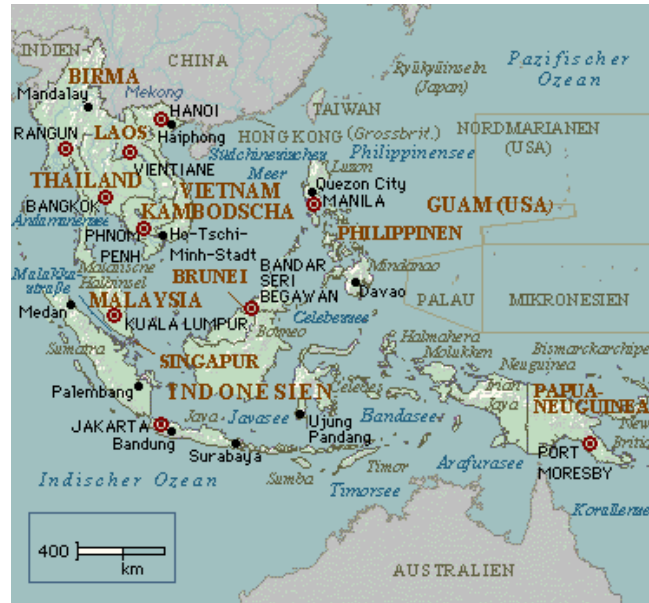 INDIEN
CHINA
Pazifischer
Ozean
BIRMA
Mandalay
Mekong
Ryūkyūinseln
(Japan)
HANOI
Haiphong
TAIWAN
RANGUN
LAOS
HONGKONG (Grossbrit.)
NORDMARIANEN
(USA)
VIENTIANE
Südchinesisches
Meer
Philippinensee
Luzon
THAILAND
VIETNAM
Quezon City
BANGKOK
KAMBODSCHA
MANILA
GUAM (USA)
Andamanensee
PHNOM
PENH
Ho-Tschi-
Minh-Stadt
PHILIPPINEN
Malakka-
straße
Malaiische
Halbinsel
BRUNEI
BANDAR
SERI
BEGAWAN
Mindanao
Davao
PALAU
MIKRONESIEN
Medan
MALAYSIA
KUALA LUMPUR
Celebessee
Borneo
Sumatra
SINGAPUR
Halmahera
Molukken
Neuguinea
Bismarckarchipe
Palembang
INDONESIEN
Celebes
Irian
Jaya
PAPUA-
NEUGUINEA
JAKARTA
Bandung
Java
Javasee
Ujung
Pandang
Bandasee
New
Britai
Surabaya
PORT
MORESBY
Indischer Ozean
Sumba
Timor
Timorsee
Arafurasee
Korallensee
400
km
AUSTRALIEN